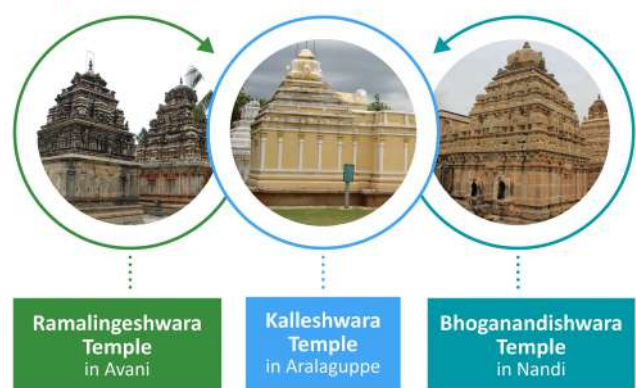 Ramalingeshwara
Temple
in Avani
Kalleshwara
Temple
in Aralaguppe
Bhoganandishwara
Temple
in Nandi